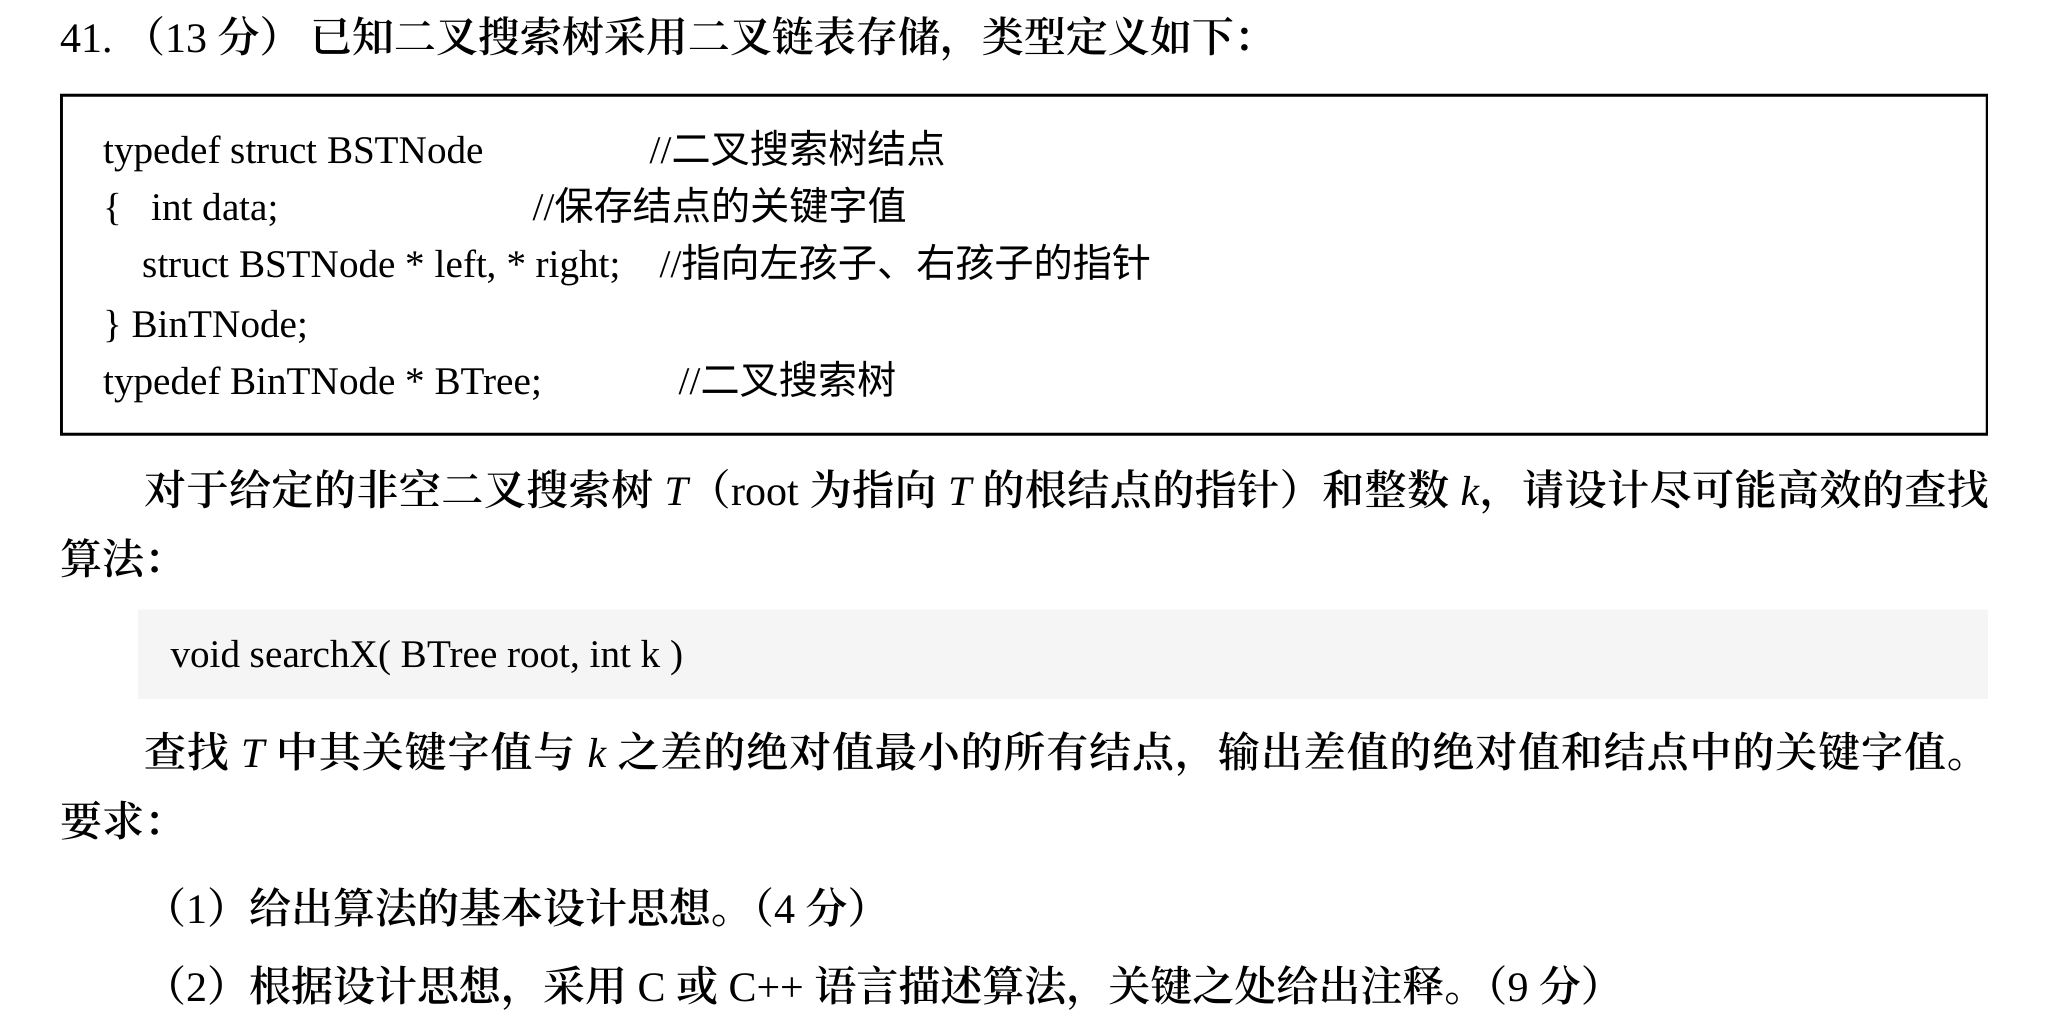 41. （13 分） 已知二叉搜索树采用二叉链表存储，类型定义如下：
typedef struct BSTNode //二叉搜索树结点
{ int data; //保存结点的关键字值
struct BSTNode * left, * right; //指向左孩子、右孩子的指针
} BinTNode;
typedef BinTNode * BTree; //二叉搜索树
对于给定的非空二叉搜索树 T（root 为指向 T 的根结点的指针）和整数 k，请设计尽可能高效的查找
算法：
void searchX( BTree root, int k )
查找 T 中其关键字值与 k 之差的绝对值最小的所有结点，输出差值的绝对值和结点中的关键字值。
要求：
（1）给出算法的基本设计思想。（4 分）
（2）根据设计思想，采用 C 或 C++ 语言描述算法，关键之处给出注释。（9 分）